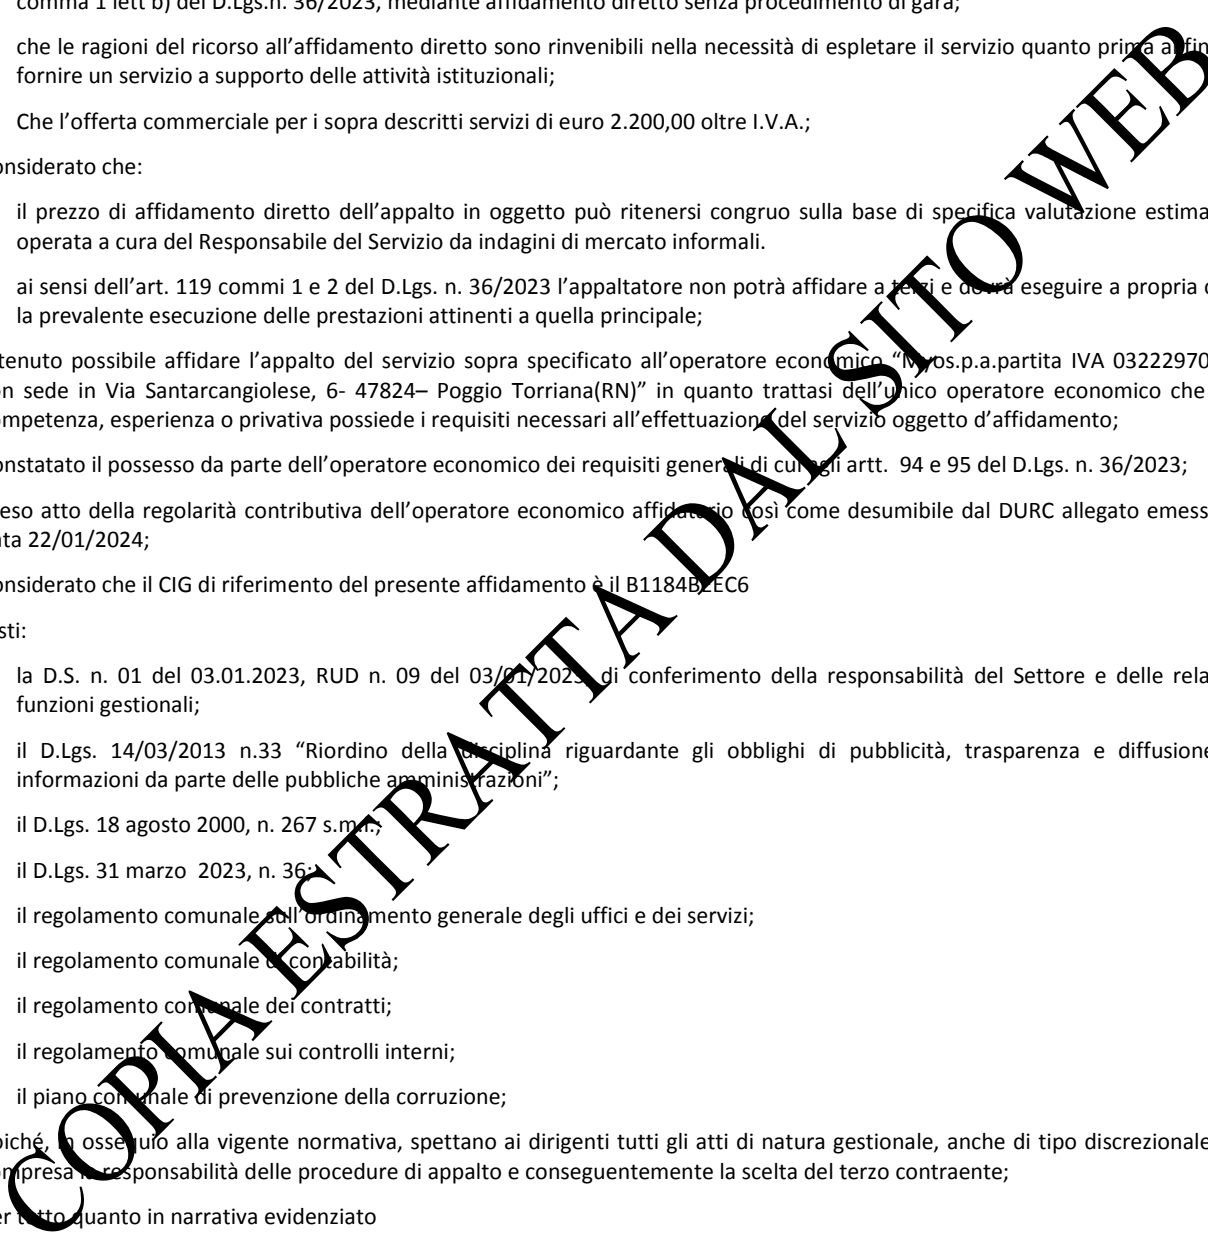 comma 1 lett b) del D.Lgs.n. 36/2023, mediante affidamento diretto senza procedimento di gara;
che le ragioni del ricorso all’affidamento diretto sono rinvenibili nella necessità di espletare il servizio quanto prima
fornire un servizio a supporto delle attività istituzionali;
Che l’offerta commerciale per i sopra descritti servizi di euro 2.200,00 oltre I.V.A.;
onsiderato che:
il prezzo di affidamento diretto dell’appalto in oggetto può ritenersi congruo sulla base di specifica valutazione estima
operata a cura del Responsabile del Servizio da indagini di mercato informali.
ai sensi dell’art. 119 commi 1 e 2 del D.Lgs. n. 36/2023 l’appaltatore non potrà affidare a terzi e dovrà eseguire a propria
la prevalente esecuzione delle prestazioni attinenti a quella principale;
tenuto possibile affidare l’appalto del servizio sopra specificato all’operatore economico partita IVA 03222970
n sede in Via Santarcangiolese, 6- 47824– Poggio Torriana(RN)” in quanto trattasi dell’unico operatore economico che
mpetenza, esperienza o privativa possiede i requisiti necessari all’effettuazione del servizio oggetto d’affidamento;
onstatato il possesso da parte dell’operatore economico dei requisiti generali di cui agli artt. 94 e 95 del D.Lgs. n. 36/2023;
eso atto della regolarità contributiva dell’operatore economico affidatario così come desumibile dal DURC allegato emess
ta 22/01/2024;
onsiderato che il CIG di riferimento del presente affidamento è il
sti:
la D.S. n. 01 del 03.01.2023, RUD n. 09 del 03/01/2023, di conferimento della responsabilità del Settore e delle rela
funzioni gestionali;
il D.Lgs. 14/03/2013 n.33 “Riordino della disciplina riguardante gli obblighi di pubblicità, trasparenza e diffusione
informazioni da parte delle pubbliche amministrazioni”;
il D.Lgs. 18 agosto 2000, n. 267 s.m.i.;
il D.Lgs. 31 marzo 2023, n. 36;
il regolamento comunale sull’ordinamento generale degli uffici e dei servizi;
il regolamento comunale di contabilità;
il regolamento comunale dei contratti;
il regolamento comunale sui controlli interni;
il piano comunale di prevenzione della corruzione;
oiché, in ossequio alla vigente normativa, spettano ai dirigenti tutti gli atti di natura gestionale, anche di tipo discrezionale
ompresa la responsabilità delle procedure di appalto e conseguentemente la scelta del terzo contraente;
er tutto quanto in narrativa evidenziato
COPIA ESTRATTA DAL SITO WEB